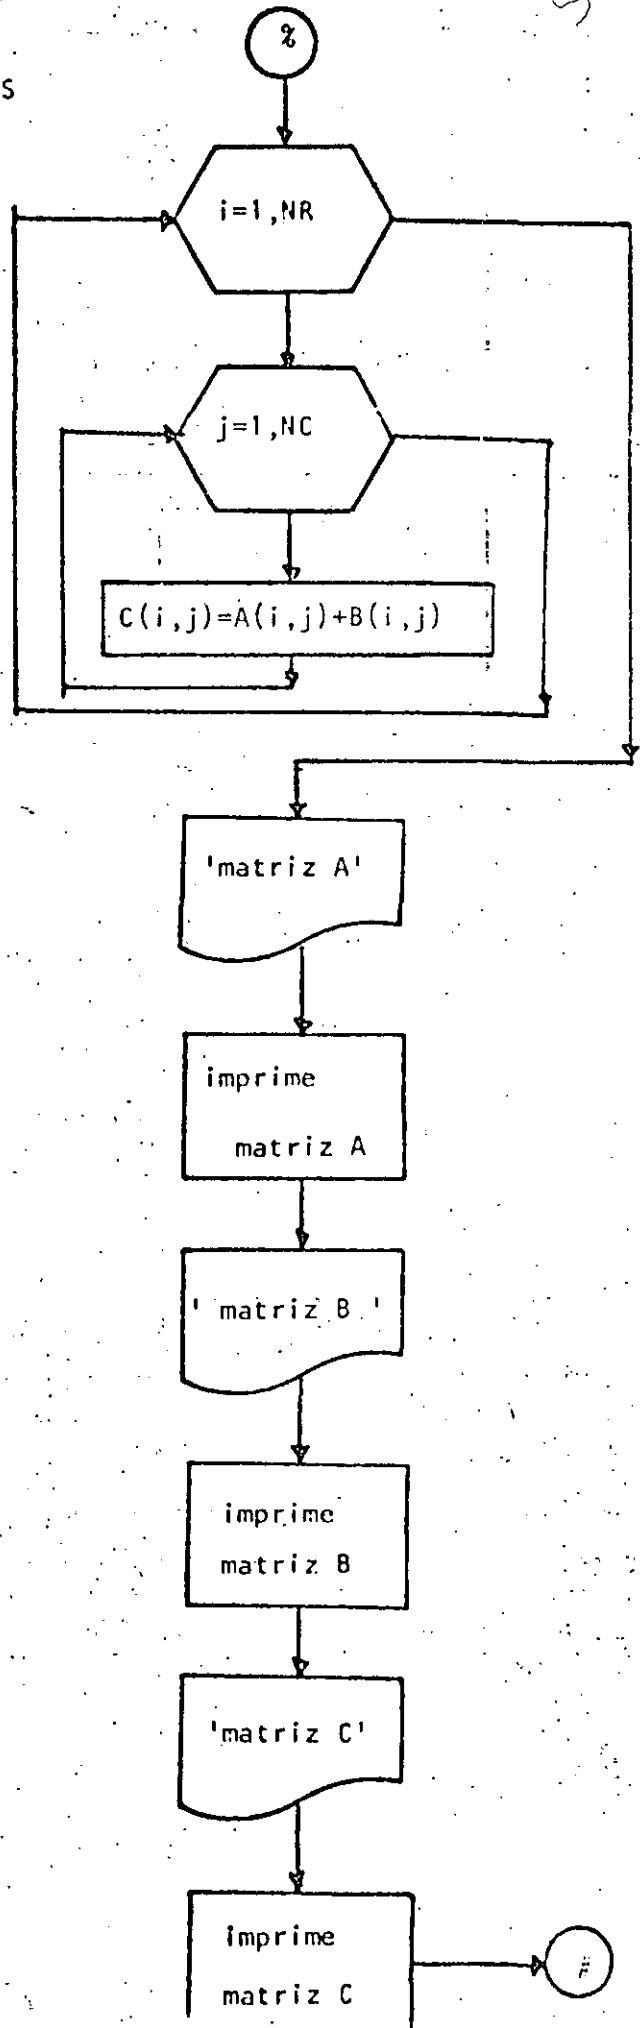 %
S
i=1,NR
j=1,NC
C(i,j)=A(i,j)+B(i,j)
'matriz A'
imprime
matriz A
' matriz B '
imprime
matriz B
'matriz C'
imprime
matriz C